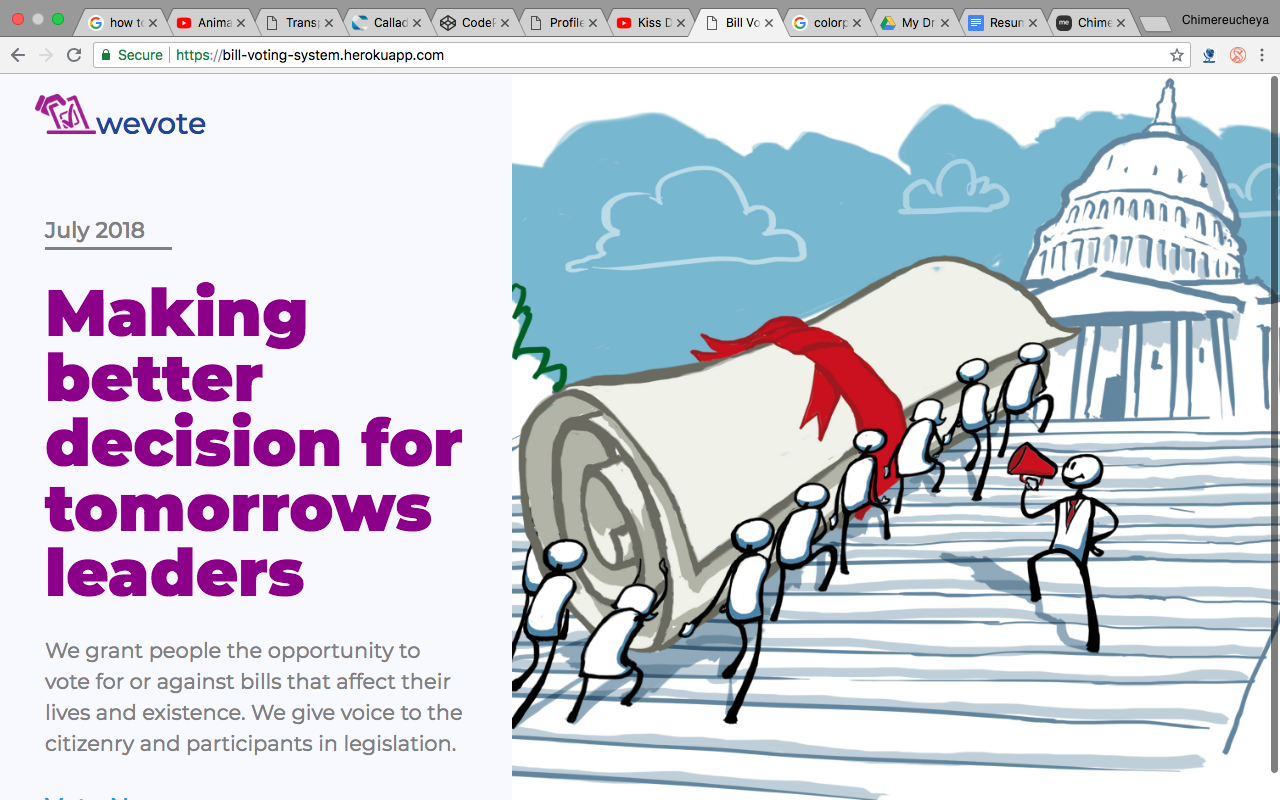 how t
Anima
Trans
Callad
CodeP
Profile
Kiss D
Bill Vo
colorp
My Dr
Resun
Chime
Chimereucheya
Secure
https://bill-voting-system.herokuapp.com
wevote
July 2018
Making
better
decision for
tomorrows
leaders
We grant people the opportunity to
vote for or against bills that affect their
lives and existence. We give voice to the
citizenry and participants in legislation.